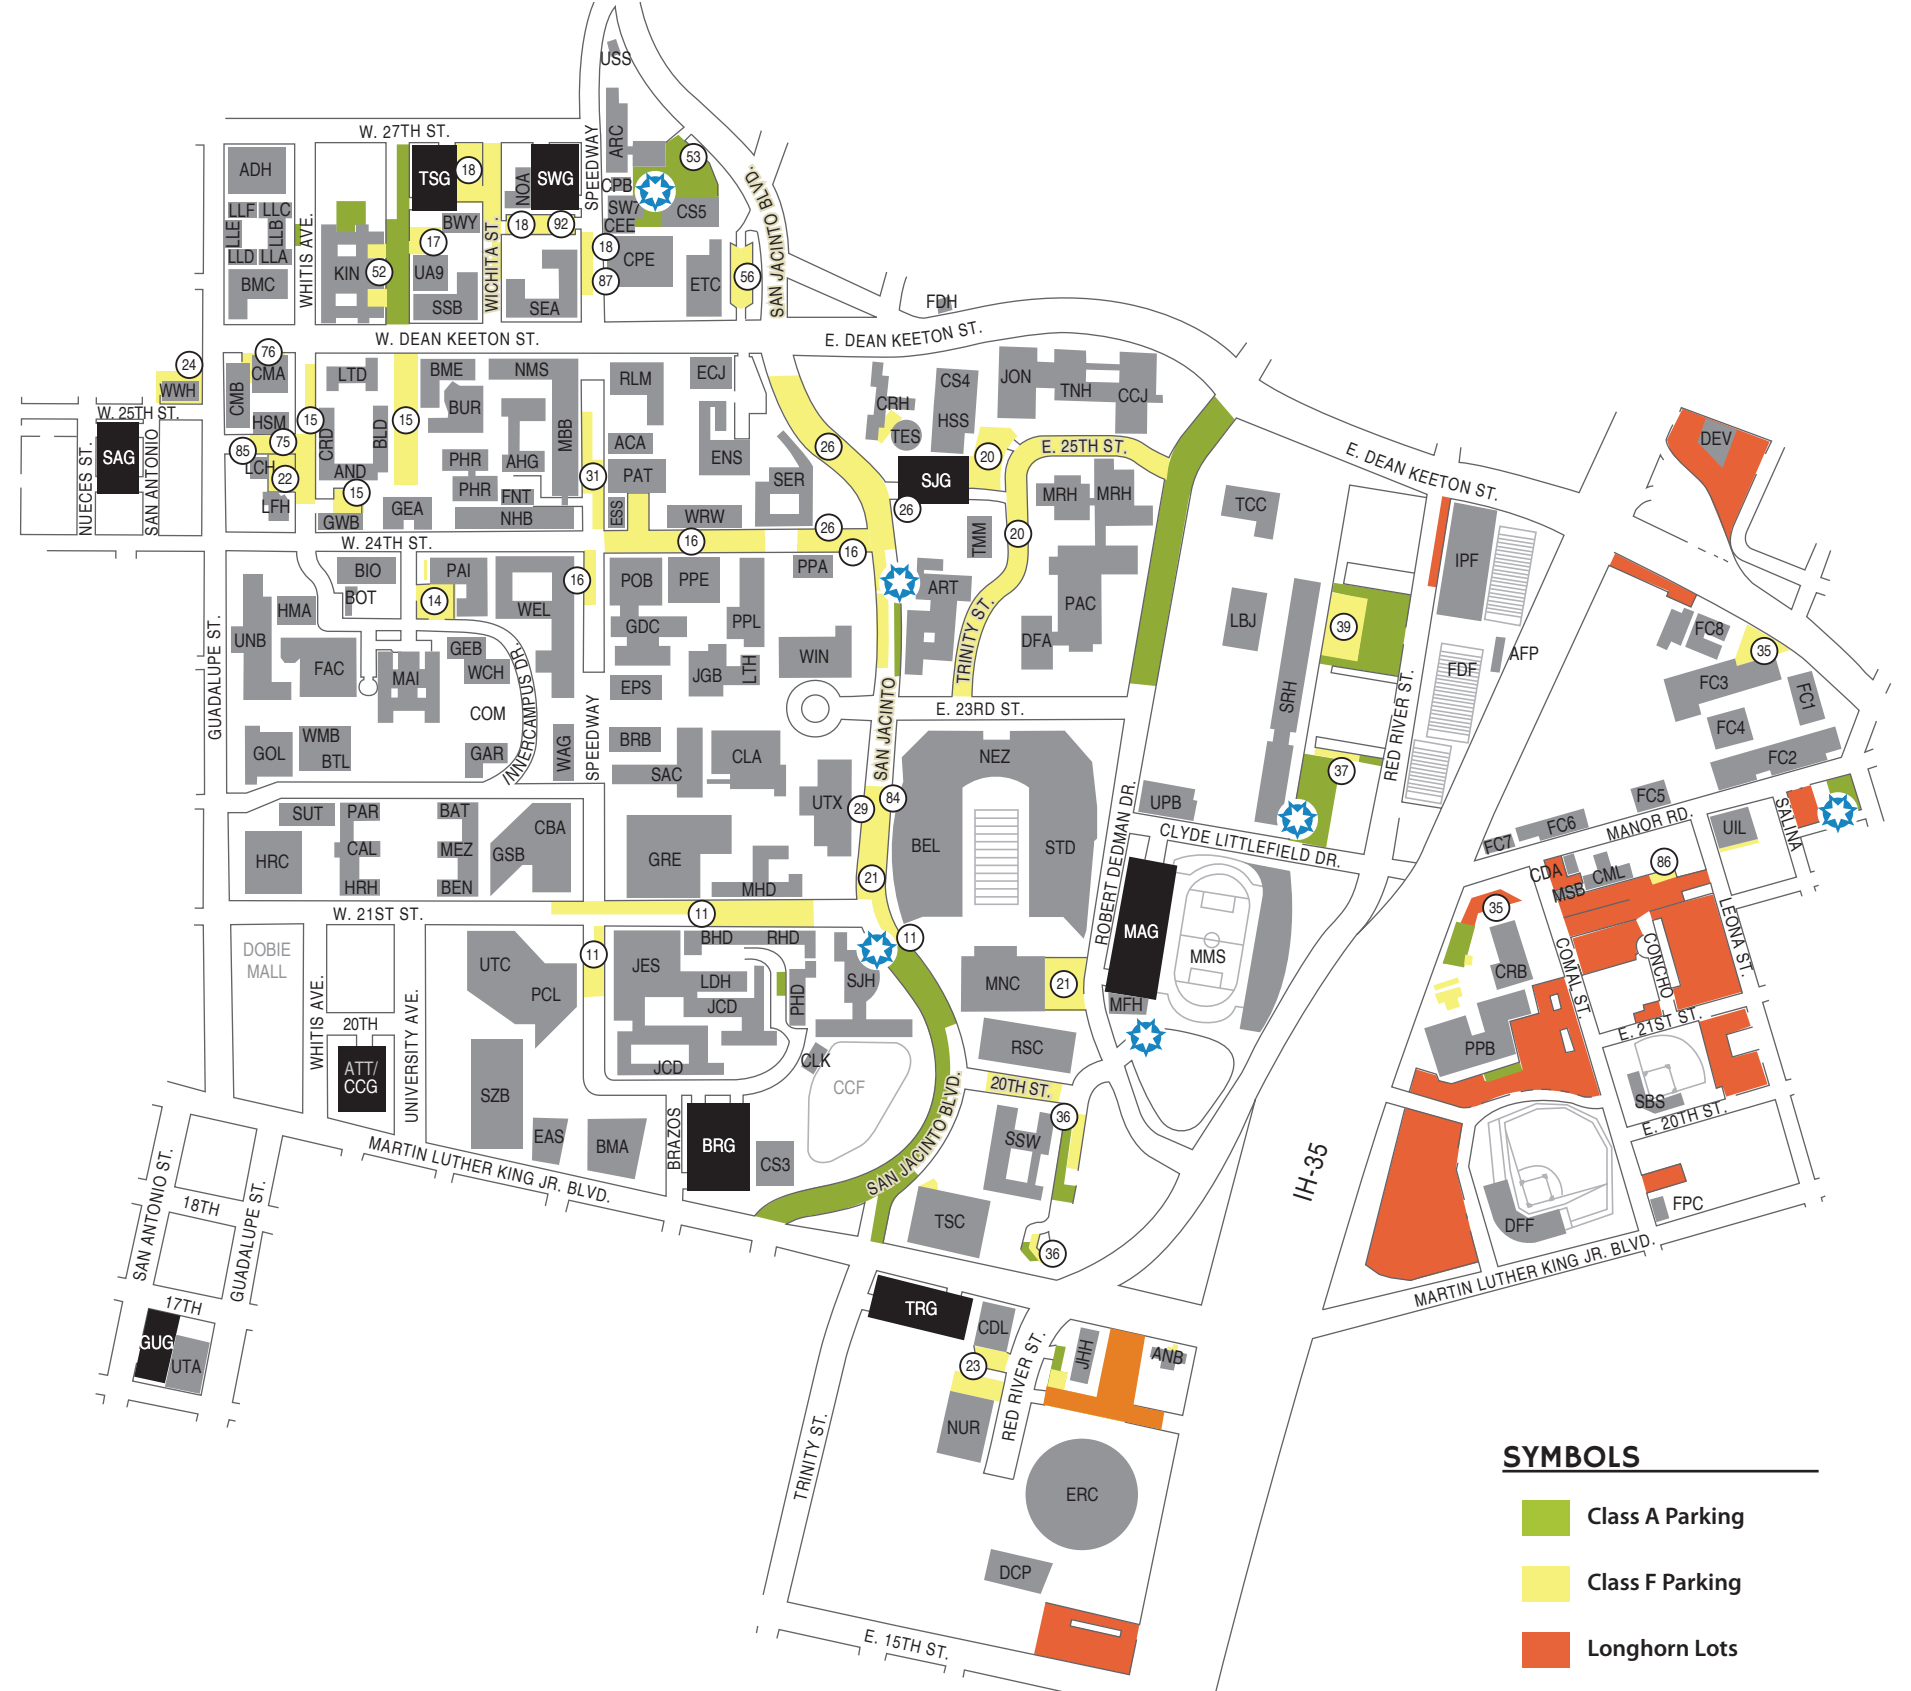 USS
W. 27TH ST.
SPEEDWAY
ARC
53
ADH
TSG
18
NOA
SWG
CPB
SAN JACINTO BLVD.
LLF
LLC
LLE
LLB
LLD
LLA
BMC
WHITIS AVE.
KIN
52
17
BWY
UA9
SSB
WICHITA ST.
18
92
SEA
SW7
CEE
CS5
18
87
CPE
ETC
56
SAN JACINTO BLVD.
FDH
W. DEAN KEETON ST.
E. DEAN KEETON ST.
E. DEAN KEETON ST.
24
WWH
76
CMA
CMB
HSM
75
85
LCH
22
LFH
15
CRD
LTD
BLD
15
AND
15
GWB
GEA
BME
BUR
NMS
MBB
PHR
PHR
AHG
FNT
NHB
31
RLM
ECJ
ACA
PAT
ENS
ESS
WRW
SER
26
CRH
TES
CS4
HSS
JON
TNH
CCJ
20
E. 25TH ST.
SJG
26
MRH
MRH
TMM
20
TCC
IPF
DEV
W. 25TH ST.
SAG
NUECES ST.
SAN ANTONIO
W. 24TH ST.
16
26
16
PPA
BIO
BOT
PAI
14
WEL
16
POB
PPE
GDC
PPL
ART
TRINITY ST.
PAC
DFA
LBJ
SRH
39
RED RIVER ST.
FDF
AFP
FC8
35
FC3
FC1
FC4
FC2
GUADALUPE ST.
UNB
HMA
FAC
MAI
GEB
WCH
COM
INNERCAMPUS DR.
EPS
JGB
LTH
WIN
SAN JACINTO
E. 23RD ST.
GOL
WMB
BTL
GAR
WAG
SPEEDWAY
BRB
SAC
CLA
UTX
29
84
NEZ
BEL
STD
ROBERT DEDMAN DR.
UPB
CLYDE LITTLEFIELD DR.
37
FC5
FC6
FC7
MANOR RD.
UIL
SALINA
SUT
PAR
CAL
HRH
HRC
BAT
MEZ
BEN
CBA
GSB
GRE
MHD
21
MAG
MMS
CDA
MSB
CML
86
35
CRB
COMAL ST.
CONCHO
LEONA ST.
W. 21ST ST.
11
DOBIE
MALL
WHITIS AVE.
20TH
ATT/
CCG
UNIVERSITY AVE.
UTC
PCL
11
JES
BHD
RHD
LDH
JCD
PHD
JCD
SJH
11
MNC
21
MFH
RSC
20TH ST.
PPB
E. 21ST ST.
SBS
E. 20TH ST.
CLK
CCF
SZB
EAS
BMA
BRAZOS
BRG
CS3
SAN JACINTO BLVD.
SSW
36
TSC
36
IH-35
DFF
FPC
MARTIN LUTHER KING JR. BLVD.
MARTIN LUTHER KING JR. BLVD.
SAN ANTONIO ST.
18TH
GUADALUPE ST.
17TH
GUG
UTA
TRG
CDL
23
NUR
RED RIVER ST.
JHH
ANB
TRINITY ST.
ERC
DCP
E. 15TH ST.
SYMBOLS
Class A Parking
Class F Parking
Longhorn Lots